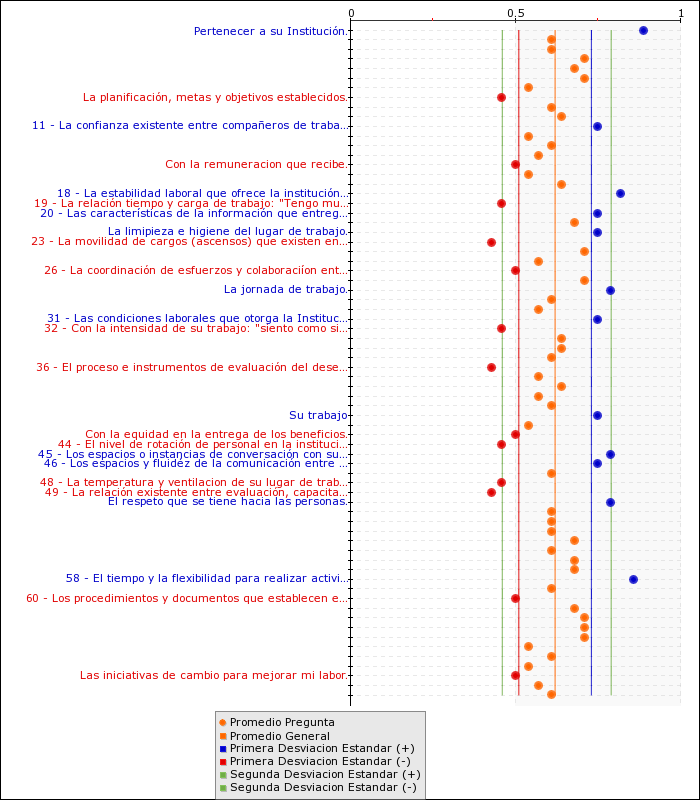 0 0.5 1
Pertenecer a su Institución.
La planificación, metas y objetivos establecidos.
11 - La confianza existente entre compañeros de traba...
Con la remuneracion que recibe.
18 - La estabilidad laboral que ofrece la institución...
19 - La relación tiempo y carga de trabajo: "Tengo mu...
20 - Las características de la información que entreg...
La limipieza e higiene del lugar de trabajo.
23 - La movilidad de cargos (ascensos) que existen en...
26 - La coordinación de esfuerzos y colaboracíon ent...
La jornada de trabajo.
31 - Las condiciones laborales que otorga la Instituc...
32 - Con la intensidad de su trabajo: "siento como si...
36 - El proceso e instrumentos de evaluación del dese...
Su trabajo
Con la equidad en la entrega de los beneficios.
44 - El nivel de rotación de personal en la instituci...
45 - Los espacios o instancias de conversación con su...
46 - Los espacios y fluidez de la comunicación entre ...
48 - La temperatura y ventilacion de su lugar de trab...
49 - La relación existente entre evaluación, capacita...
El respeto que se tiene hacia las personas.
58 - El tiempo y la flexibilidad para realizar activi...
60 - Los procedimientos y documentos que establecen e...
Las iniciativas de cambio para mejorar mi labor.
Promedio Pregunta
Promedio General
Primera Desviacion Estandar (+)
Primera Desviacion Estandar (-)
Segunda Desviacion Estandar (+)
Segunda Desviacion Estandar (-)